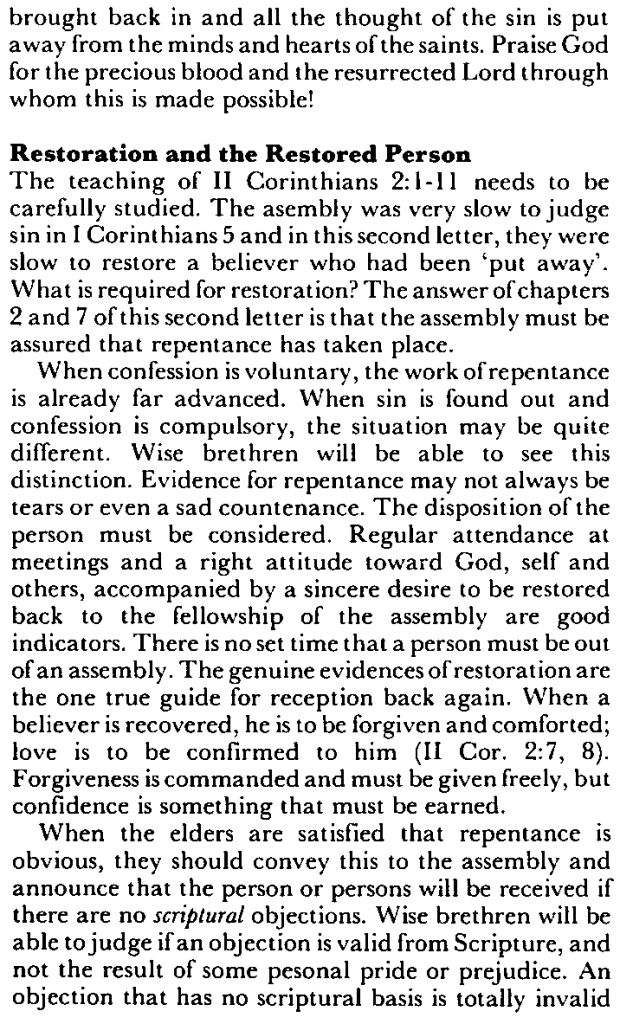 brought back in and all the thought of the sin is put
away from the minds and hearts of the saints. Praise God
for the precious blood and the resurrected Lord through
whom this is made possible!
Restoration and the Restored Person
The teaching of II Corinthians 2:1-11 needs to be
carefully studied. The asembly was very slow to judge
sin in I Corinthians 5 and in this second letter, they were
slow to restore a believer who had been ‘put away’.
What is required for restoration? The answer of chapters
2 and 7 of this second letter is that the assembly must be
assured that repentance has taken place.
When confession is voluntary, the work of repentance
is already far advanced. When sin is found out and
confession is compulsory, the situation may be quite
different. Wise brethren will be able to see this
distinction. Evidence for repentance may not always be
tears or even a sad countenance. The disposition of the
person must be considered. Regular attendance at
meetings and a right attitude toward God, self and
others, accompanied by a sincere desire to be restored
back to the fellowship of the assembly are good
indicators. There is no set time that a person must be out
of an assembly. The genuine evidences of restoration are
the one true guide for reception back again. When a
believer is recovered, he is to be forgiven and comforted;
love is to be confirmed to him (II Cor. 2:7, 8).
Forgiveness is commanded and must be given freely, but
confidence is something that must be earned.
When the elders are satisfied that repentance is
obvious, they should convey this to the assembly and
announce that the person or persons will be received if
there are no scriptural objections. Wise brethren will be
able to judge if an objection is valid from Scripture, and
not the result of some pesonal pride or prejudice. An
objection that has no scriptural basis is totally invalid